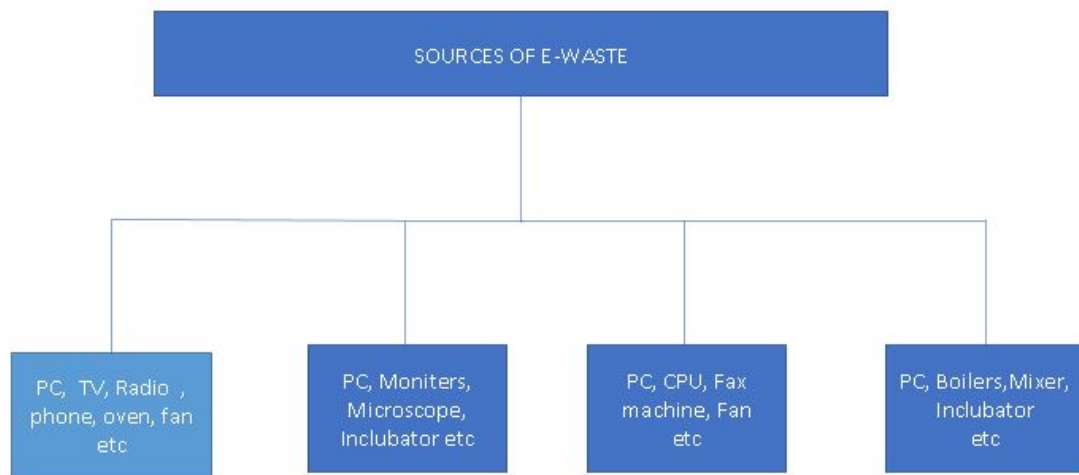 SOURCES OF E-WASTE
PC, TV, Radio ,
phone, oven, fan
etc
PC, Moniters,
Microscope,
Inclubator etc
PC, CPU, Fax
machine, Fan
etc
PC, Boilers,Mixer,
Inclubator
etc